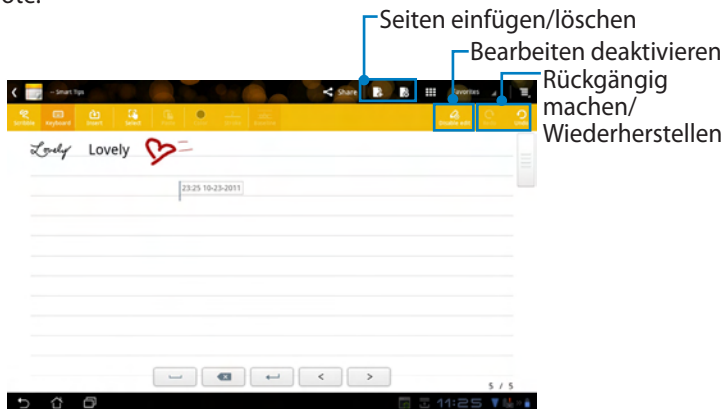 ote.
Seiten einfügen/löschen
Bearbeiten deaktivieren
Rückgängig
machen/
Wiederherstellen
– Smart Tips
Share
Favorites
Scribble Keyboard Insert Select
Disable edit
Undo
Lovely Lovely
23:25 10-23-2011
5 / 5
11:25